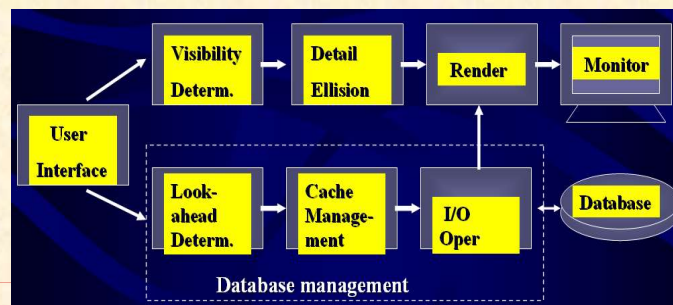 Visibility
Determ.
Detail
Ellision
Render
Monitor
User
Interface
Look-
ahead
Determ.
Cache
Manage-
ment
I/O
Oper
Database
Database management